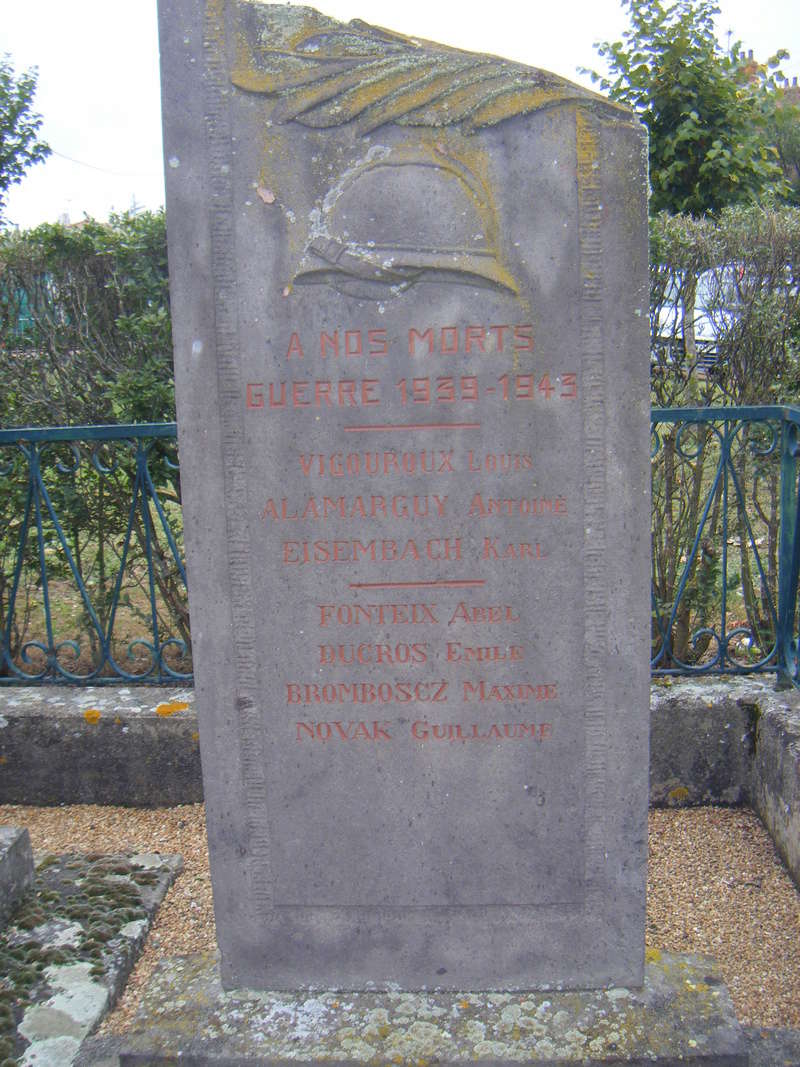 A NOS MORTS
GUERRE 1939-1943
VIGOUROUX LOUIS
ALAMARGUY ANTOINE
EISEMBACH KARL
FONTEIX ABEL
DUCROS EMILE
BROMBOSCZ MAXIME
NOVAK GUILLAUME